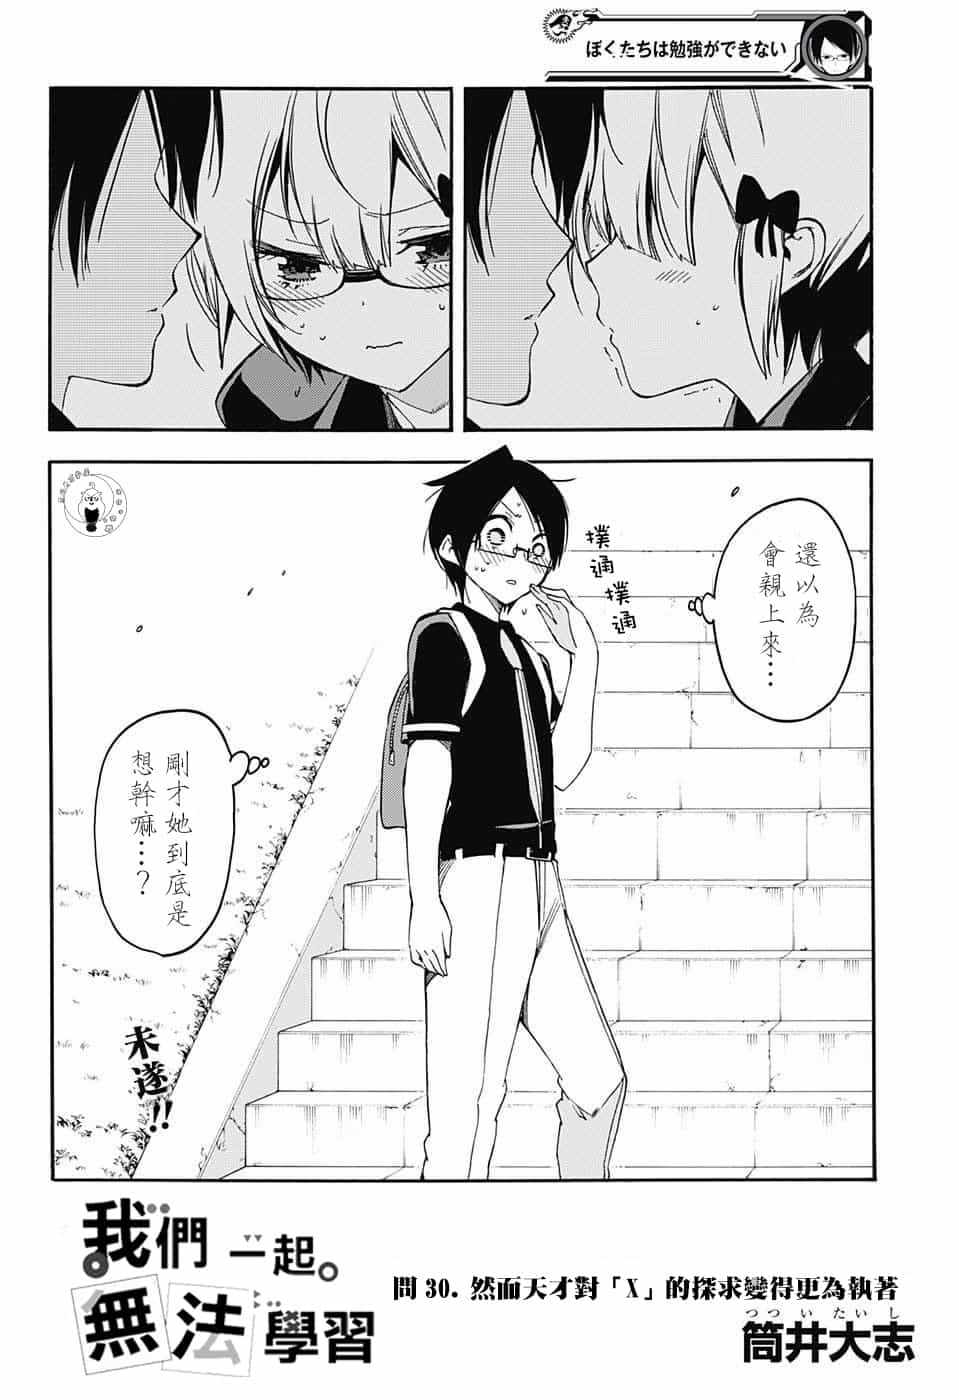 ぼくたちは勉強ができない
還以為
會親上來…
撲通撲通
剛才她到底是
想幹嘛…？
未遂!!
我們一起。
無法學習
問 30. 然而天才對「X」的探求變得更為執著
つつ い たい し
筒井大志